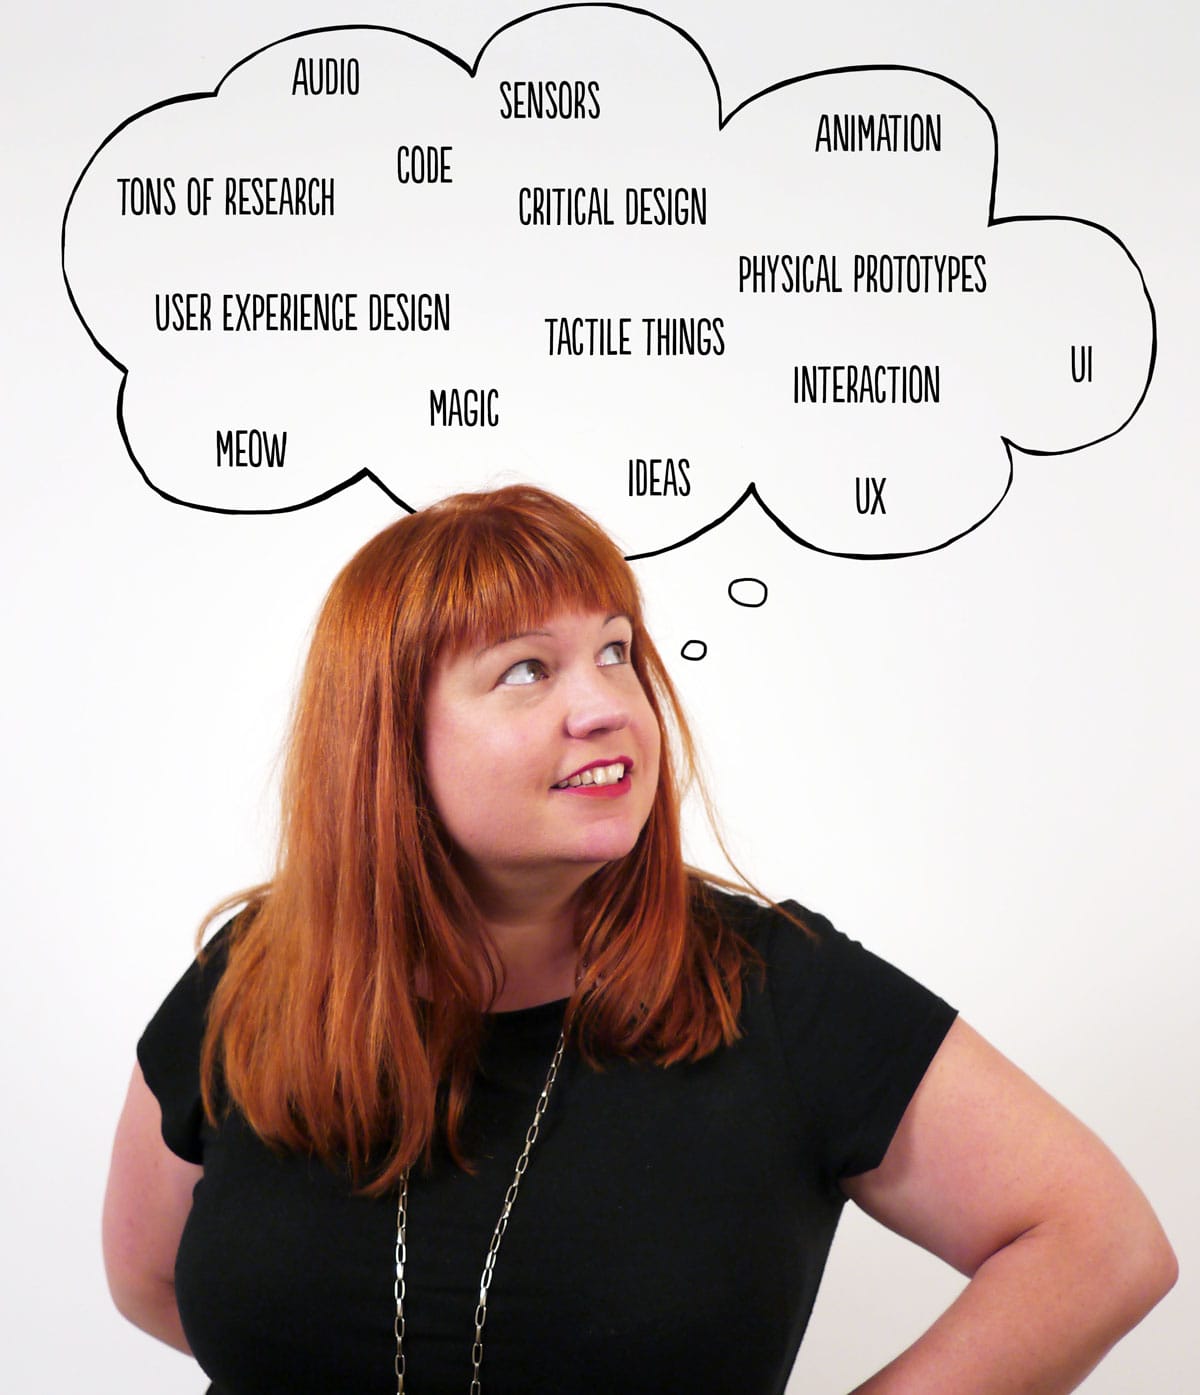 AUDIO
SENSORS
ANIMATION
CODE
TONS OF RESEARCH
CRITICAL DESIGN
PHYSICAL PROTOTYPES
USER EXPERIENCE DESIGN
TACTILE THINGS
UI
INTERACTION
MAGIC
MEOW
IDEAS
UX